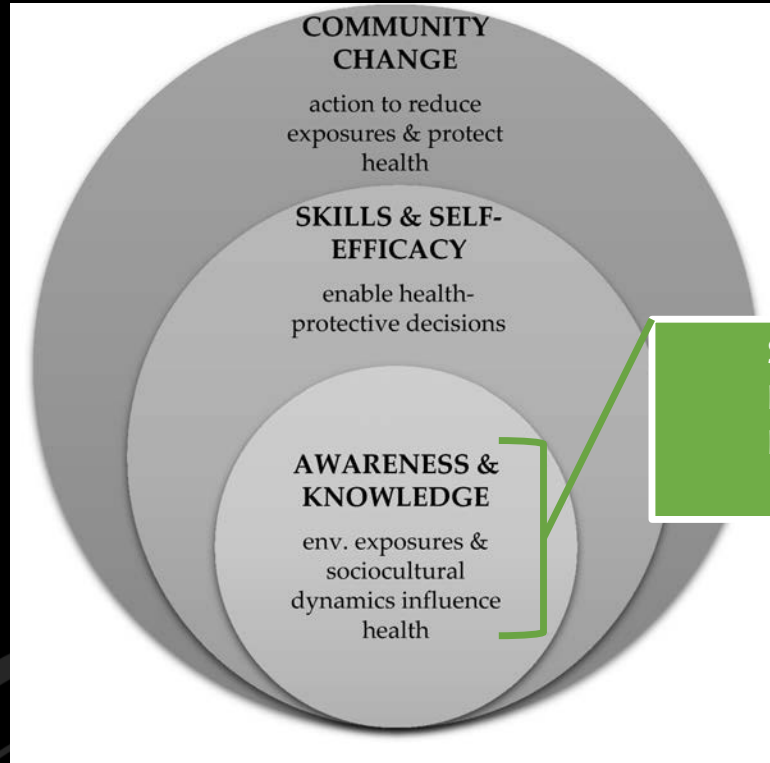 COMMUNITY
CHANGE
action to reduce
exposures & protect
health
SKILLS & SELF-
EFFICACY
enable health-
protective decisions
AWARENESS &
KNOWLEDGE
env. exposures &
sociocultural
dynamics influence
health